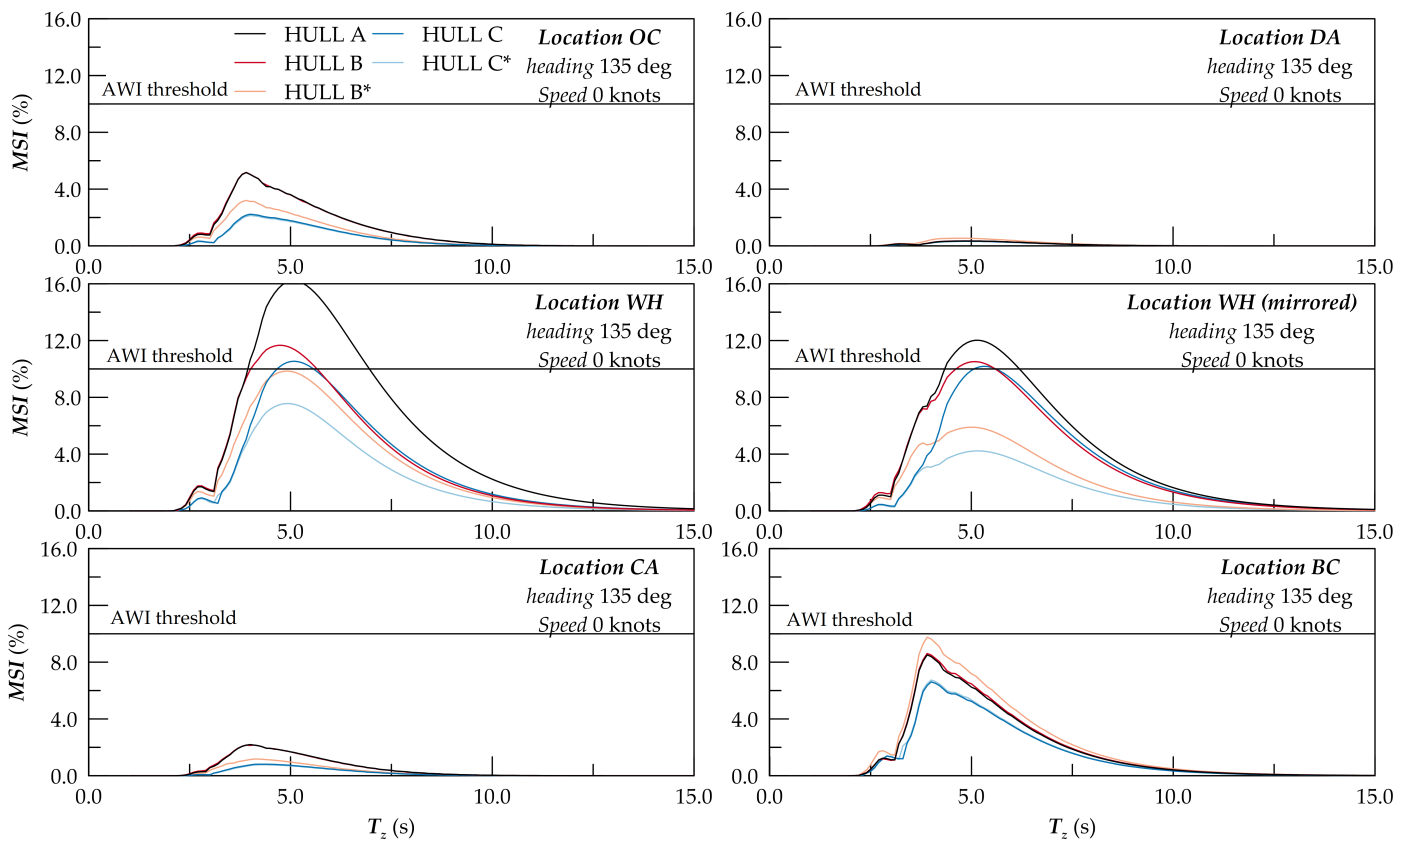 16.0
12.0
8.0
4.0
0.0
MSI (%)
HULL A
HULL B
HULL B*
HULL C
HULL C*
Location OC
heading 135 deg
Speed 0 knots
AWI threshold
0.0 5.0 10.0 15.0
16.0
12.0
8.0
4.0
0.0
Location DA
heading 135 deg
Speed 0 knots
AWI threshold
0.0 5.0 10.0 15.0
16.0
12.0
8.0
4.0
0.0
MSI (%)
Location WH
heading 135 deg
Speed 0 knots
AWI threshold
0.0 5.0 10.0 15.0
16.0
12.0
8.0
4.0
0.0
Location WH (mirrored)
heading 135 deg
Speed 0 knots
AWI threshold
0.0 5.0 10.0 15.0
16.0
12.0
8.0
4.0
0.0
MSI (%)
Location CA
heading 135 deg
Speed 0 knots
AWI threshold
0.0 5.0 10.0 15.0
Tz (s)
16.0
12.0
8.0
4.0
0.0
Location BC
heading 135 deg
Speed 0 knots
AWI threshold
0.0 5.0 10.0 15.0
Tz (s)